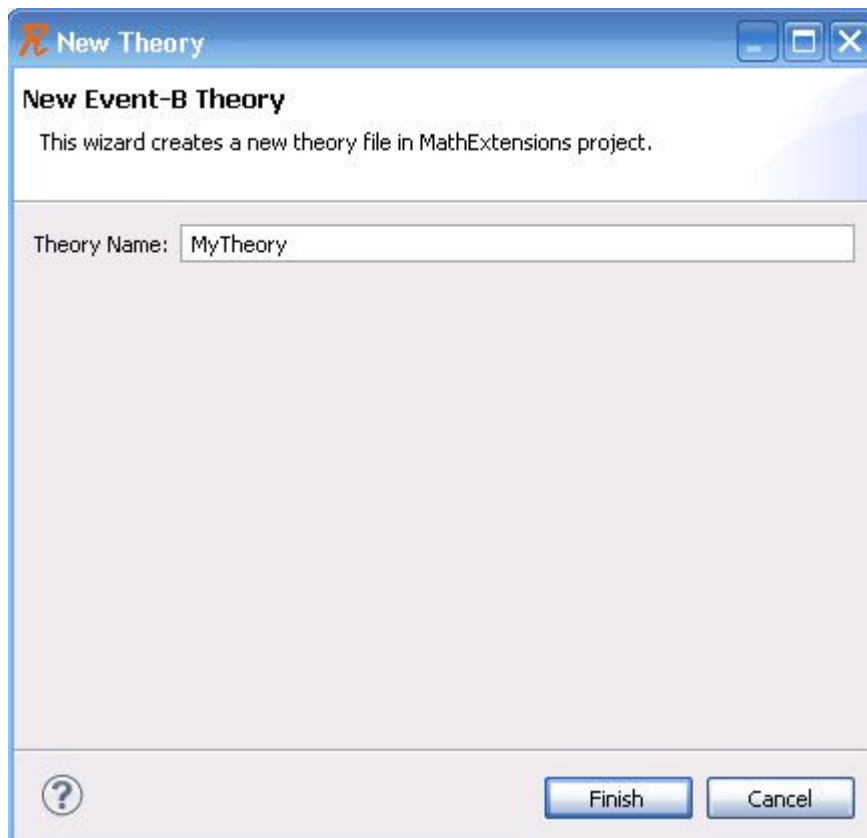 New Theory
New Event-B Theory
This wizard creates a new theory file in MathExtensions project.
Theory Name: MyTheory
?
Finish Cancel